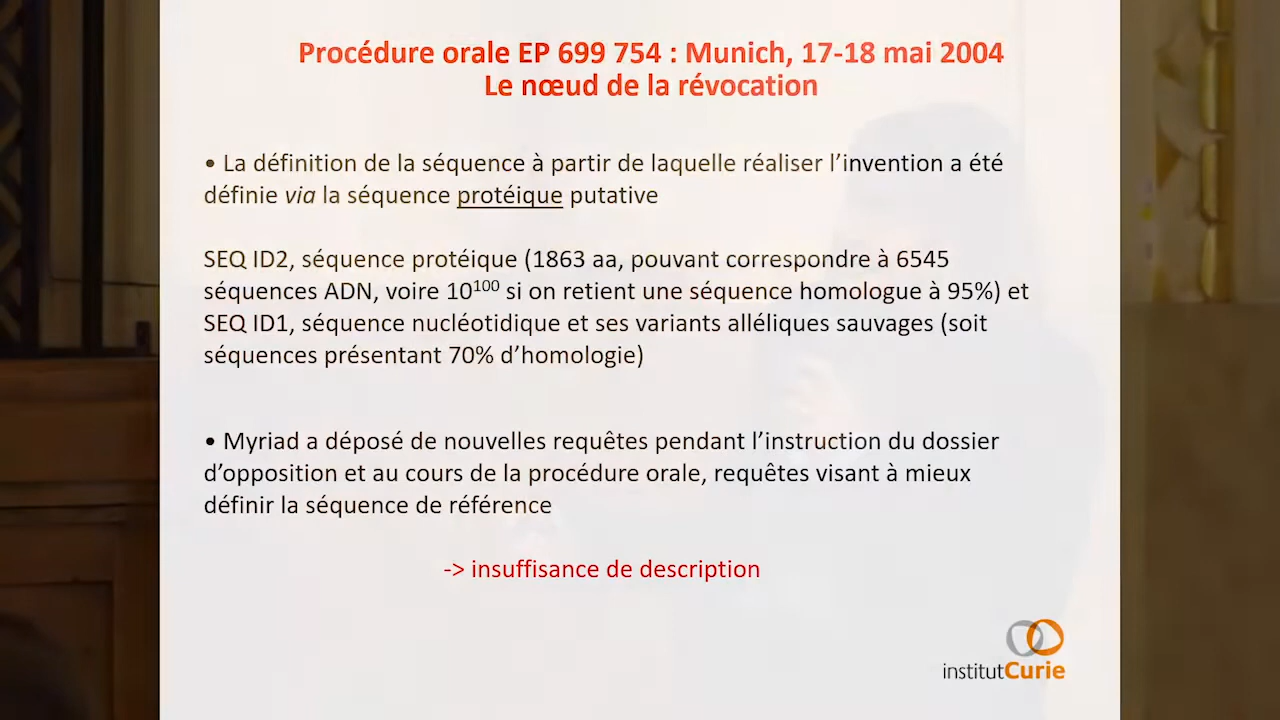 Procédure orale EP 699 754 : Munich, 17-18 mai 2004
Le nœud de la révocation
• La définition de la séquence à partir de laquelle réaliser l’invention a été
définie via la séquence protéique putative
SEQ ID2, séquence protéique (1863 aa, pouvant correspondre à 6545
séquences ADN, voire 10¹⁰⁰ si on retient une séquence homologue à 95%) et
SEQ ID1, séquence nucléotidique et ses variants alléliques sauvages (soit
séquences présentant 70% d’homologie)
• Myriad a déposé de nouvelles requêtes pendant l’instruction du dossier
d’opposition et au cours de la procédure orale, requêtes visant à mieux
définir la séquence de référence
-> insuffisance de description
institutCurie